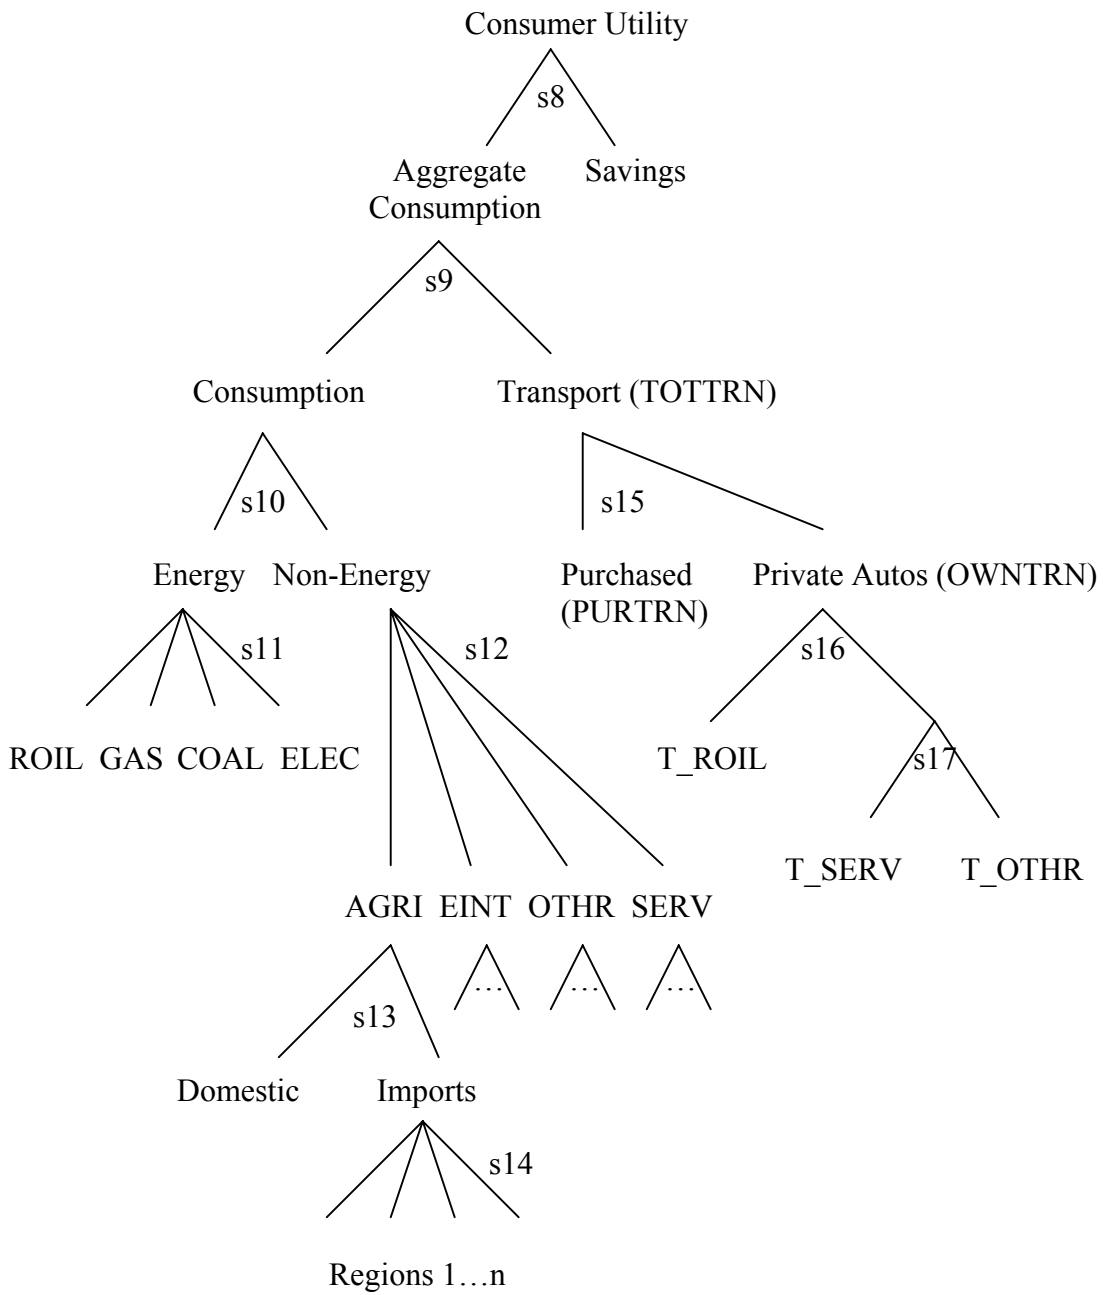 Consumer Utility
s8
Aggregate Savings
Consumption
s9
Consumption Transport (TOTTRN)
s10 s15
Energy Non-Energy Purchased Private Autos (OWNTRN)
(PURTRN)
s11 s12 s16
ROIL GAS COAL ELEC T_ROIL s17
T_SERV T_OTHR
AGRI EINT OTHR SERV
… … …
s13
Domestic Imports
s14
Regions 1…n